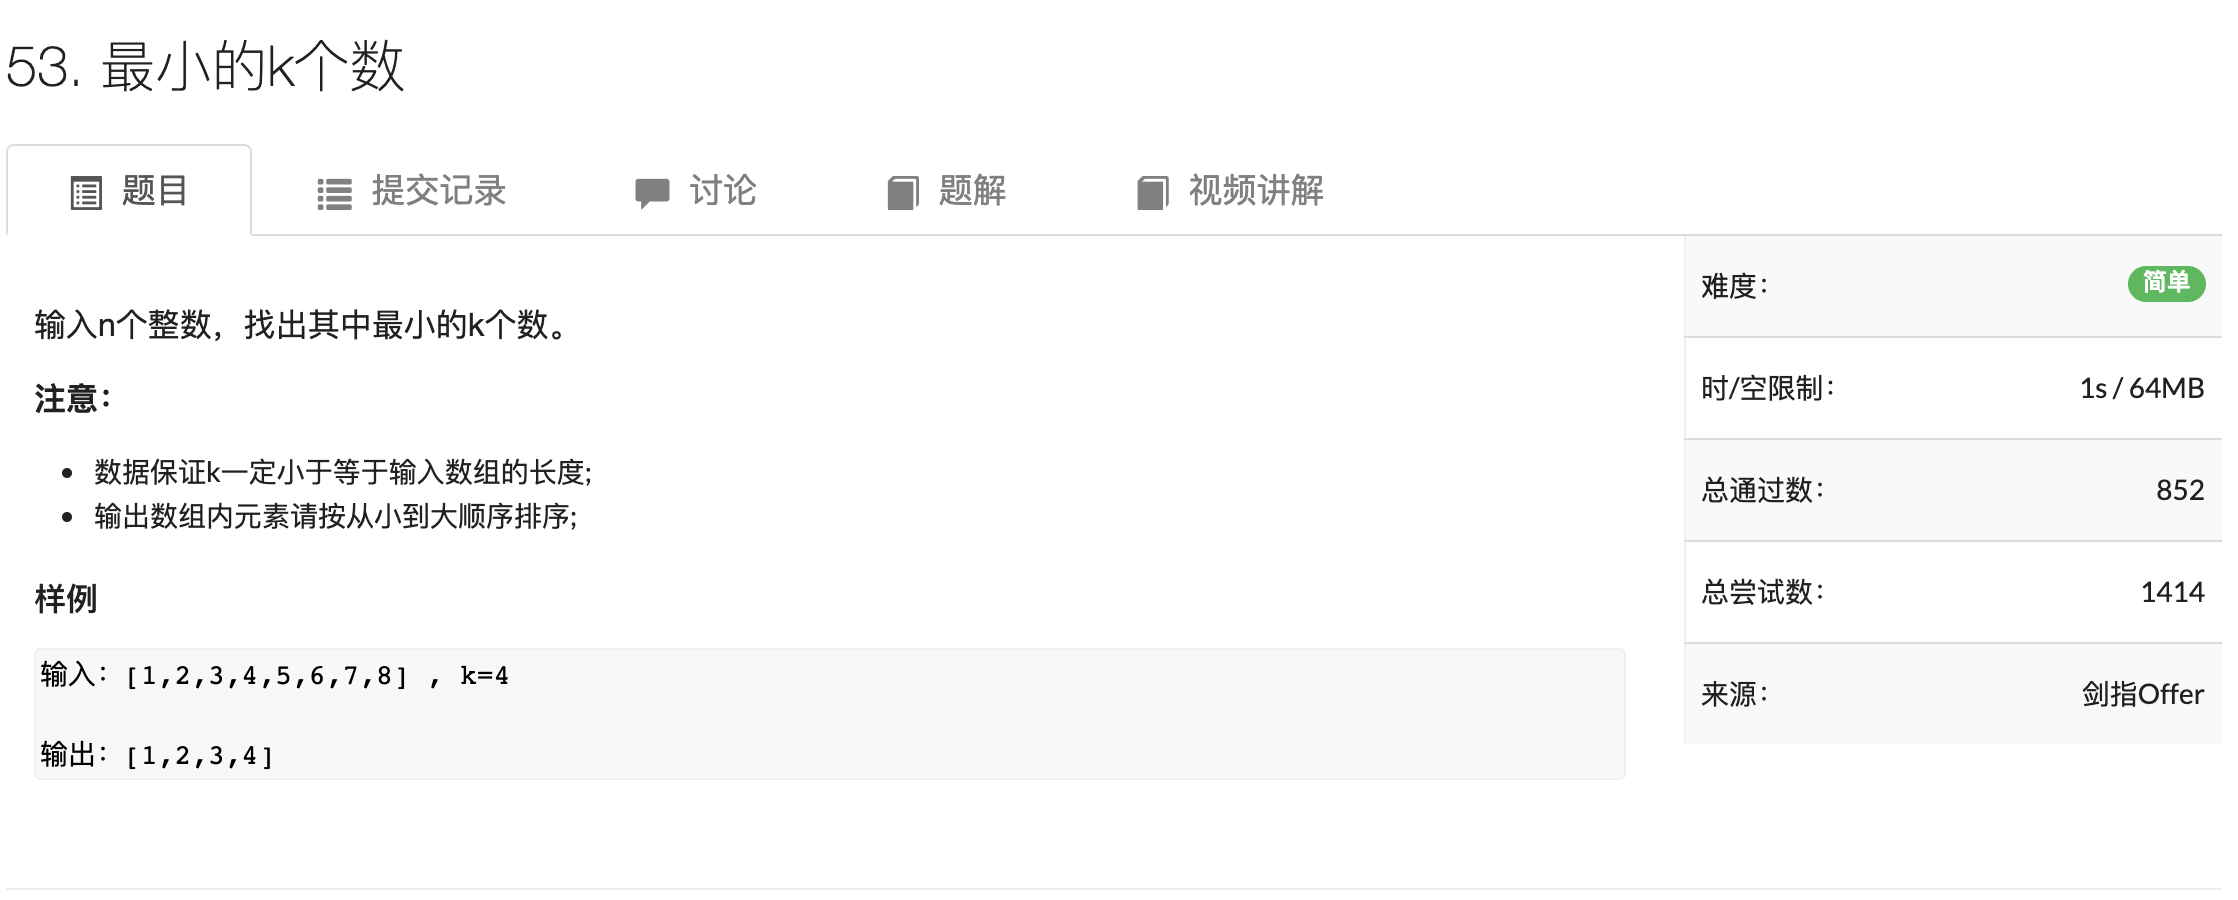 53. 最小的k个数
题目 提交记录 讨论 题解 视频讲解
输入n个整数，找出其中最小的k个数。
注意：
数据保证k一定小于等于输入数组的长度;
输出数组内元素请按从小到大顺序排序;
样例
输入：[1,2,3,4,5,6,7,8] , k=4
输出：[1,2,3,4]
难度： 简单
时/空限制： 1s / 64MB
总通过数： 852
总尝试数： 1414
来源： 剑指Offer